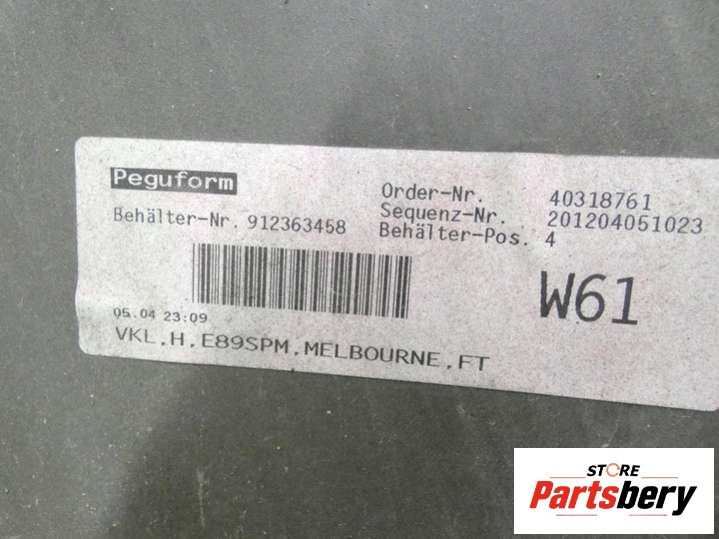 Peguform
Behälter-Nr. 912363458
Order-Nr. 40318761
Sequenz-Nr. 201204051023
Behälter-Pos. 4
W61
05.04 23:09
VKL,H,E89SPM,MELBOURNE,FT
STORE
Partsbery